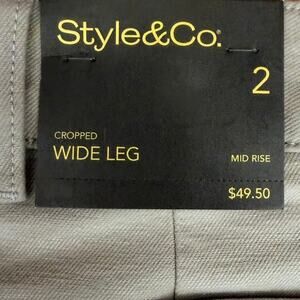 Style&Co.
2
CROPPED
WIDE LEG
MID RISE
$49.50